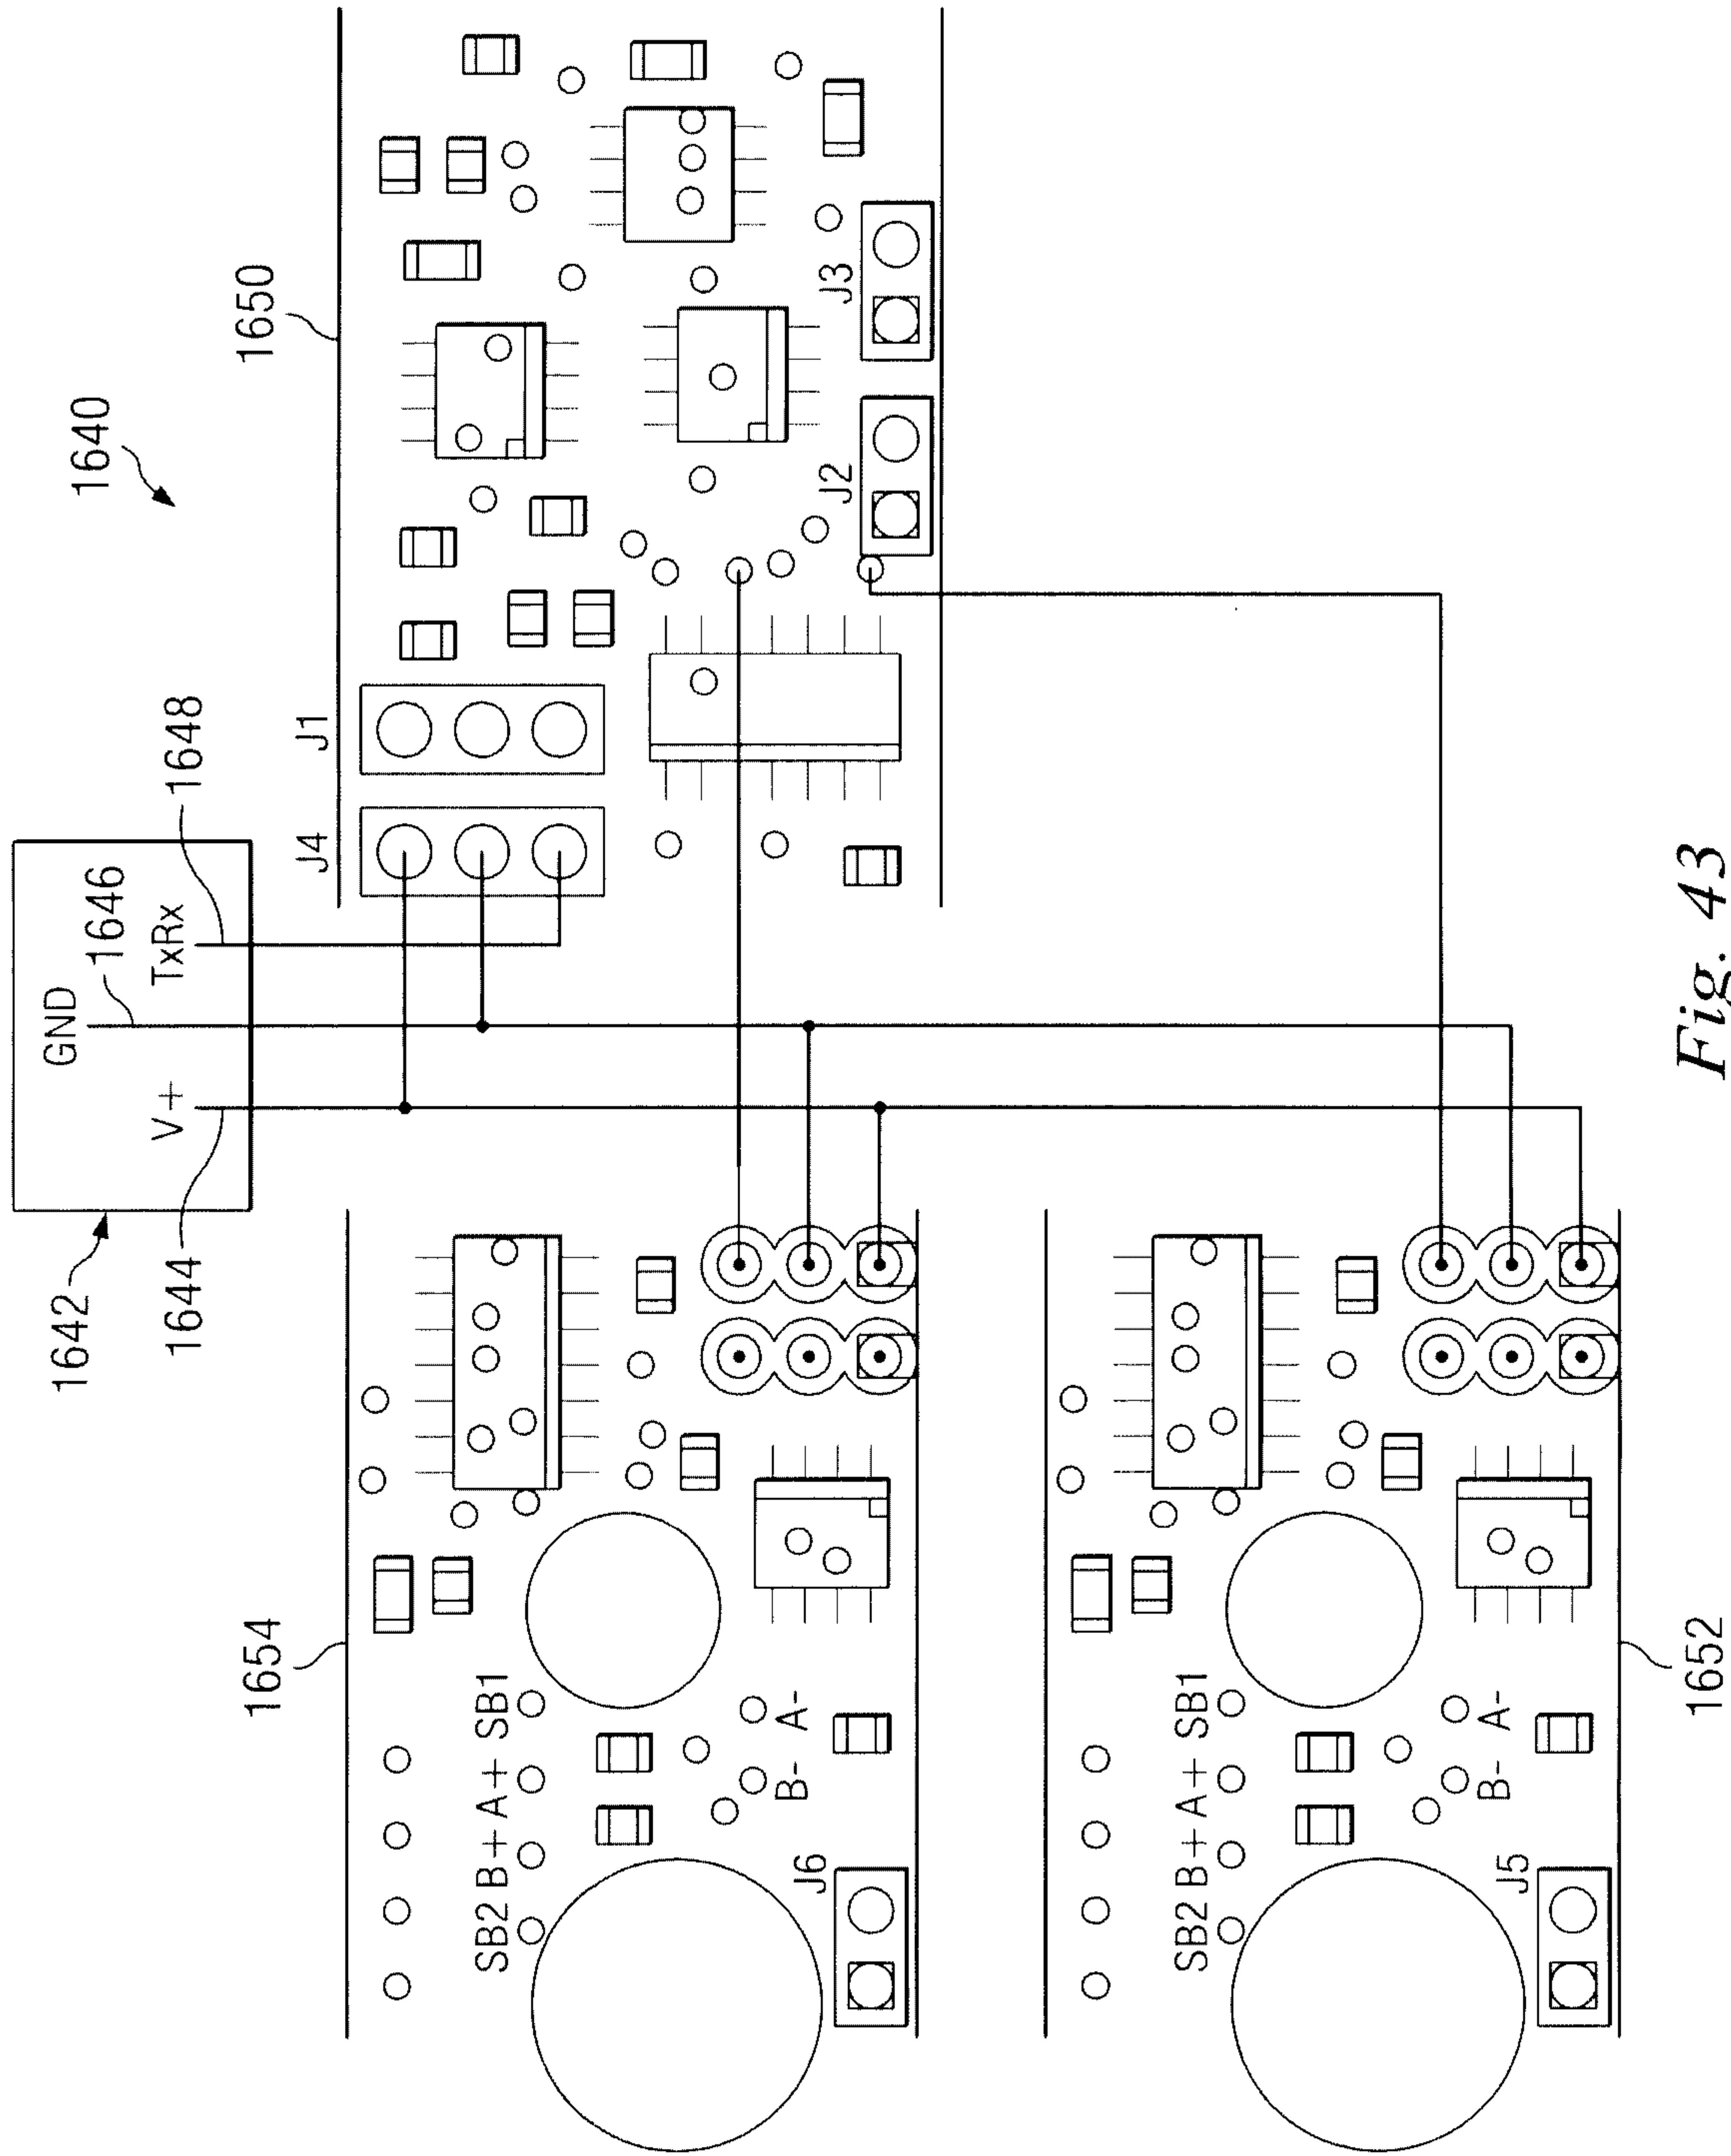 1640
1650
1642
1644
V+
GND
1646
TxRx
1648
J4
J1
J2
J3
1654
SB2 B+ A+ SB1
B- A-
J6
SB2 B+ A+ SB1
B- A-
J5
1652
Fig. 43